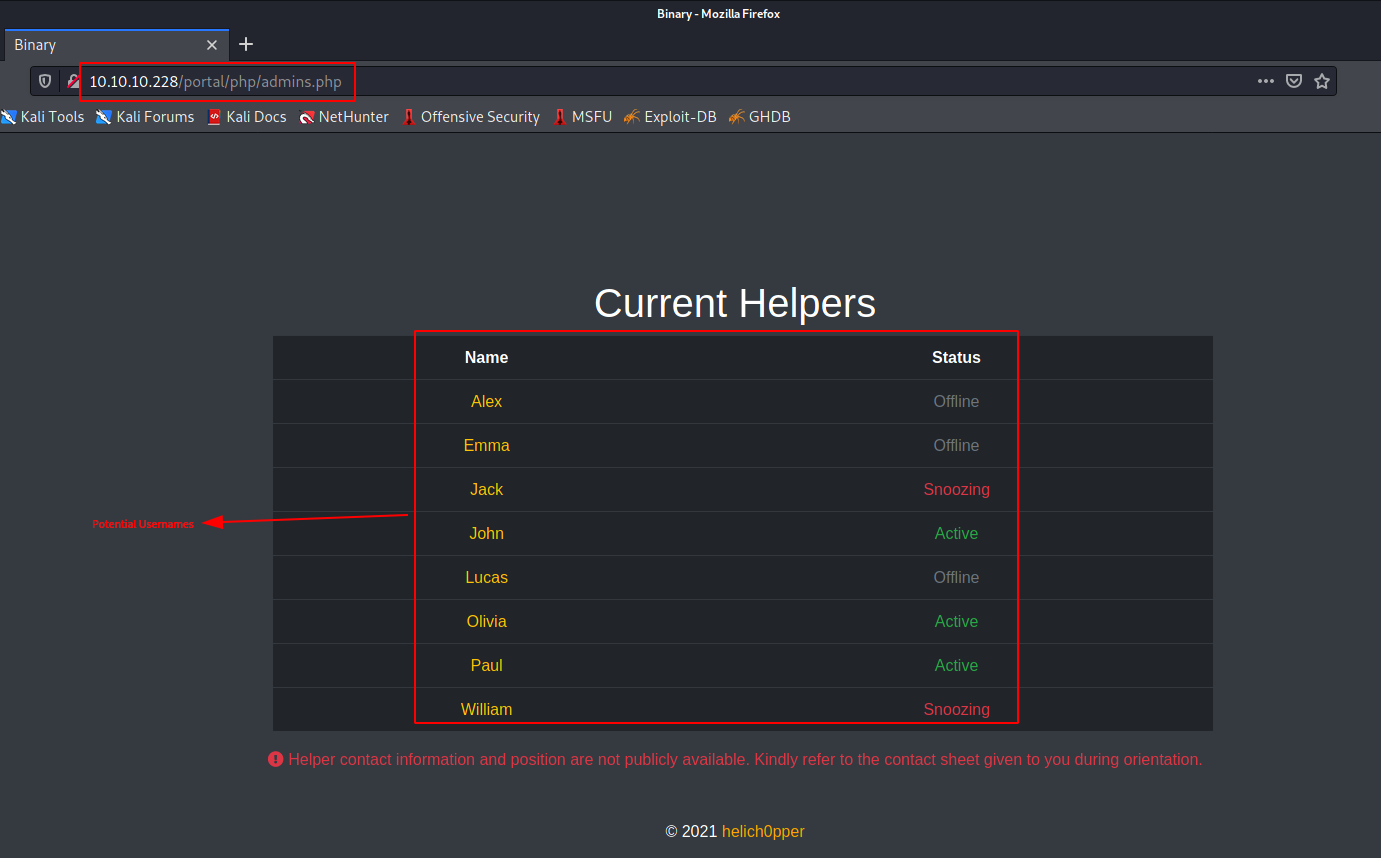 Binary - Mozilla Firefox
Binary
10.10.10.228/portal/php/admins.php
Kali Tools Kali Forums Kali Docs NetHunter Offensive Security MSFU Exploit-DB GHDB
Current Helpers
Name Status
Alex Offline
Emma Offline
Jack Snoozing
Potential Usernames
John Active
Lucas Offline
Olivia Active
Paul Active
William Snoozing
Helper contact information and position are not publicly available. Kindly refer to the contact sheet given to you during orientation.
© 2021 helich0pper